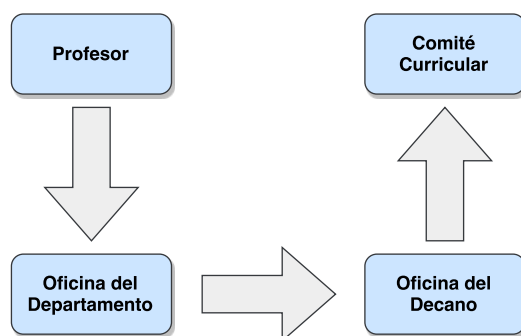 Profesor
Comité
Curricular
Oficina del
Departamento
Oficina del
Decano